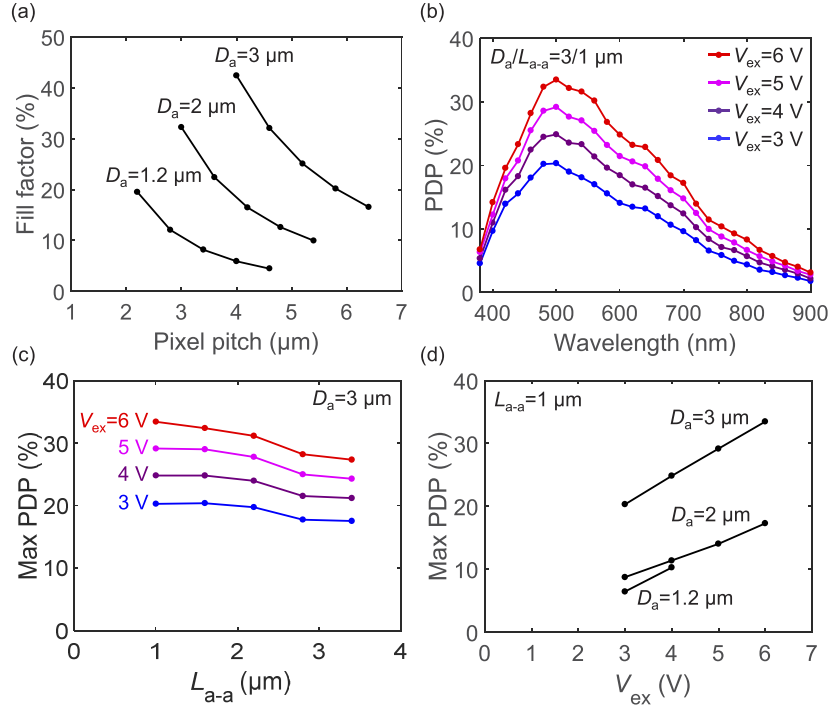 (a)
50
40
30
20
10
0
Fill factor (%)
Da=3 µm
Da=2 µm
Da=1.2 µm
1 2 3 4 5 6 7
Pixel pitch (µm)
(b)
40
30
20
10
0
PDP (%)
Da/La-a=3/1 µm
Vex=6 V
Vex=5 V
Vex=4 V
Vex=3 V
400 500 600 700 800 900
Wavelength (nm)
(c)
40
30
20
10
0
Max PDP (%)
Da=3 µm
Vex=6 V
5 V
4 V
3 V
0 1 2 3 4
La-a (µm)
(d)
40
30
20
10
0
Max PDP (%)
La-a=1 µm
Da=3 µm
Da=2 µm
Da=1.2 µm
0 1 2 3 4 5 6 7
Vex (V)